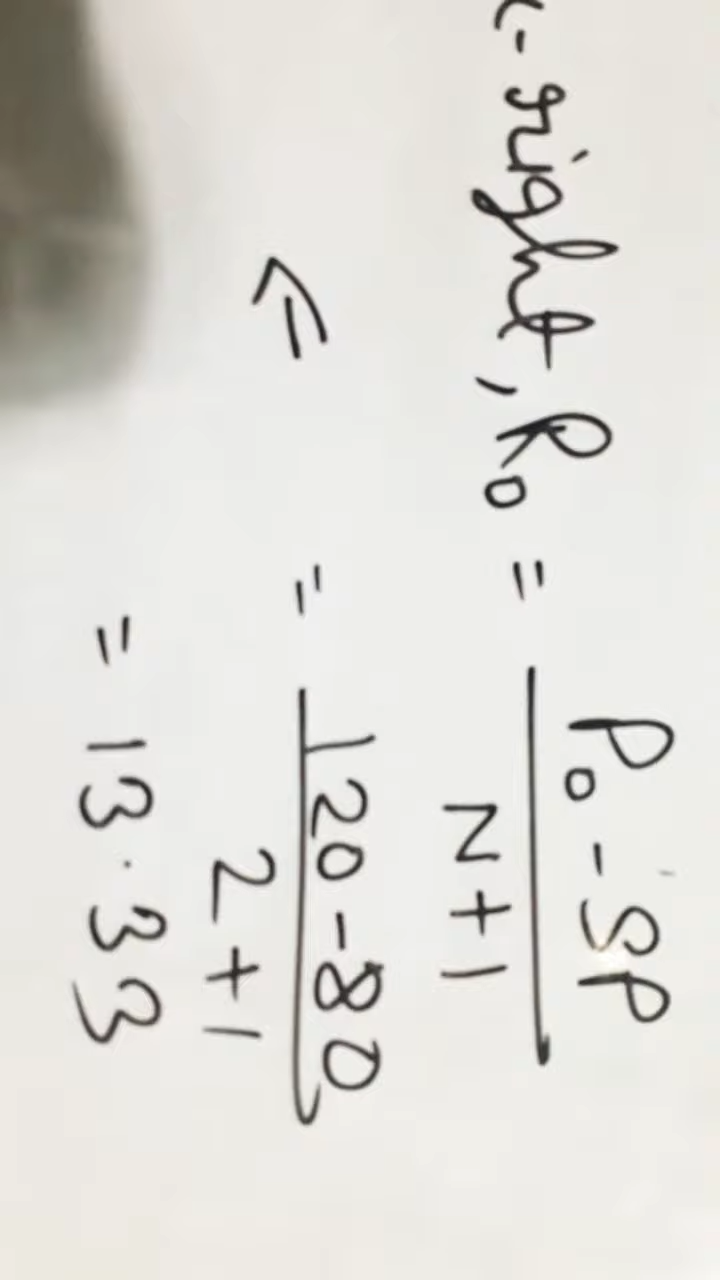 -right, R₀ = P₀ - SP
N + 1
⇐ = 120 - 80
2 + 1
= 13.33